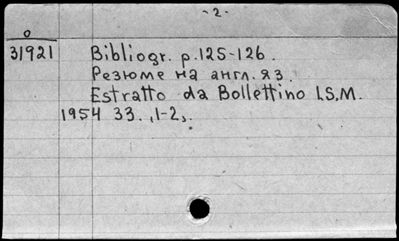 - 2 -
0
31921
Bibliogr. p.125-126.
Резюме на англ. яз.
Estratto da Bollettino I.S.M.
1954 33. ,1-2,.